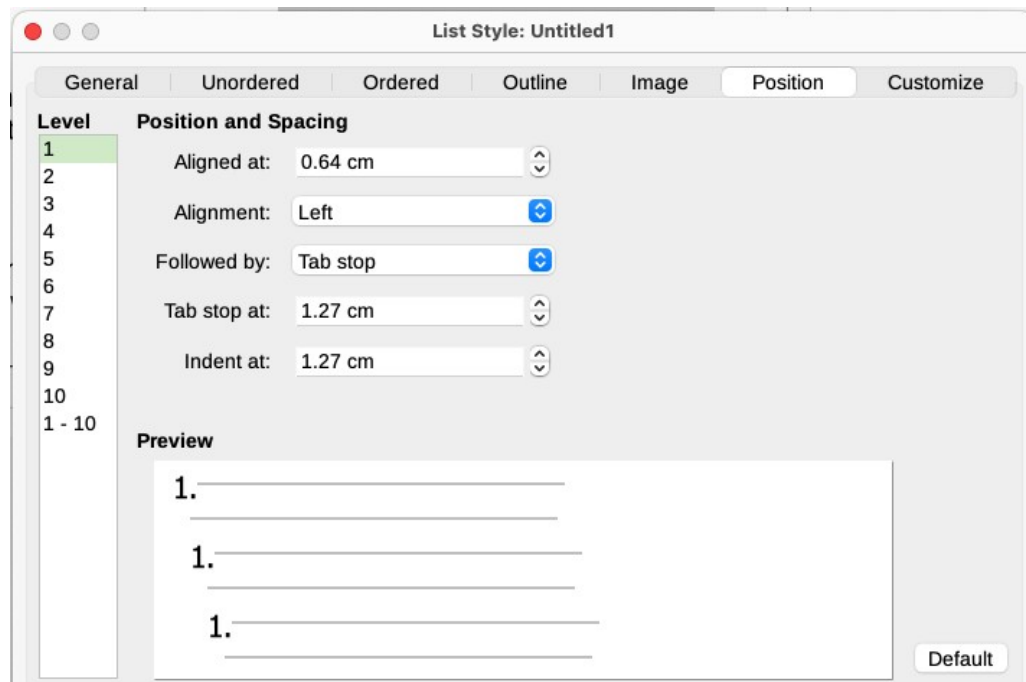 List Style: Untitled1
General Unordered Ordered Outline Image Position Customize
Level
1
2
3
4
5
6
7
8
9
10
1 - 10
Position and Spacing
Aligned at: 0.64 cm
Alignment: Left
Followed by: Tab stop
Tab stop at: 1.27 cm
Indent at: 1.27 cm
Preview
1.
1.
1.
Default